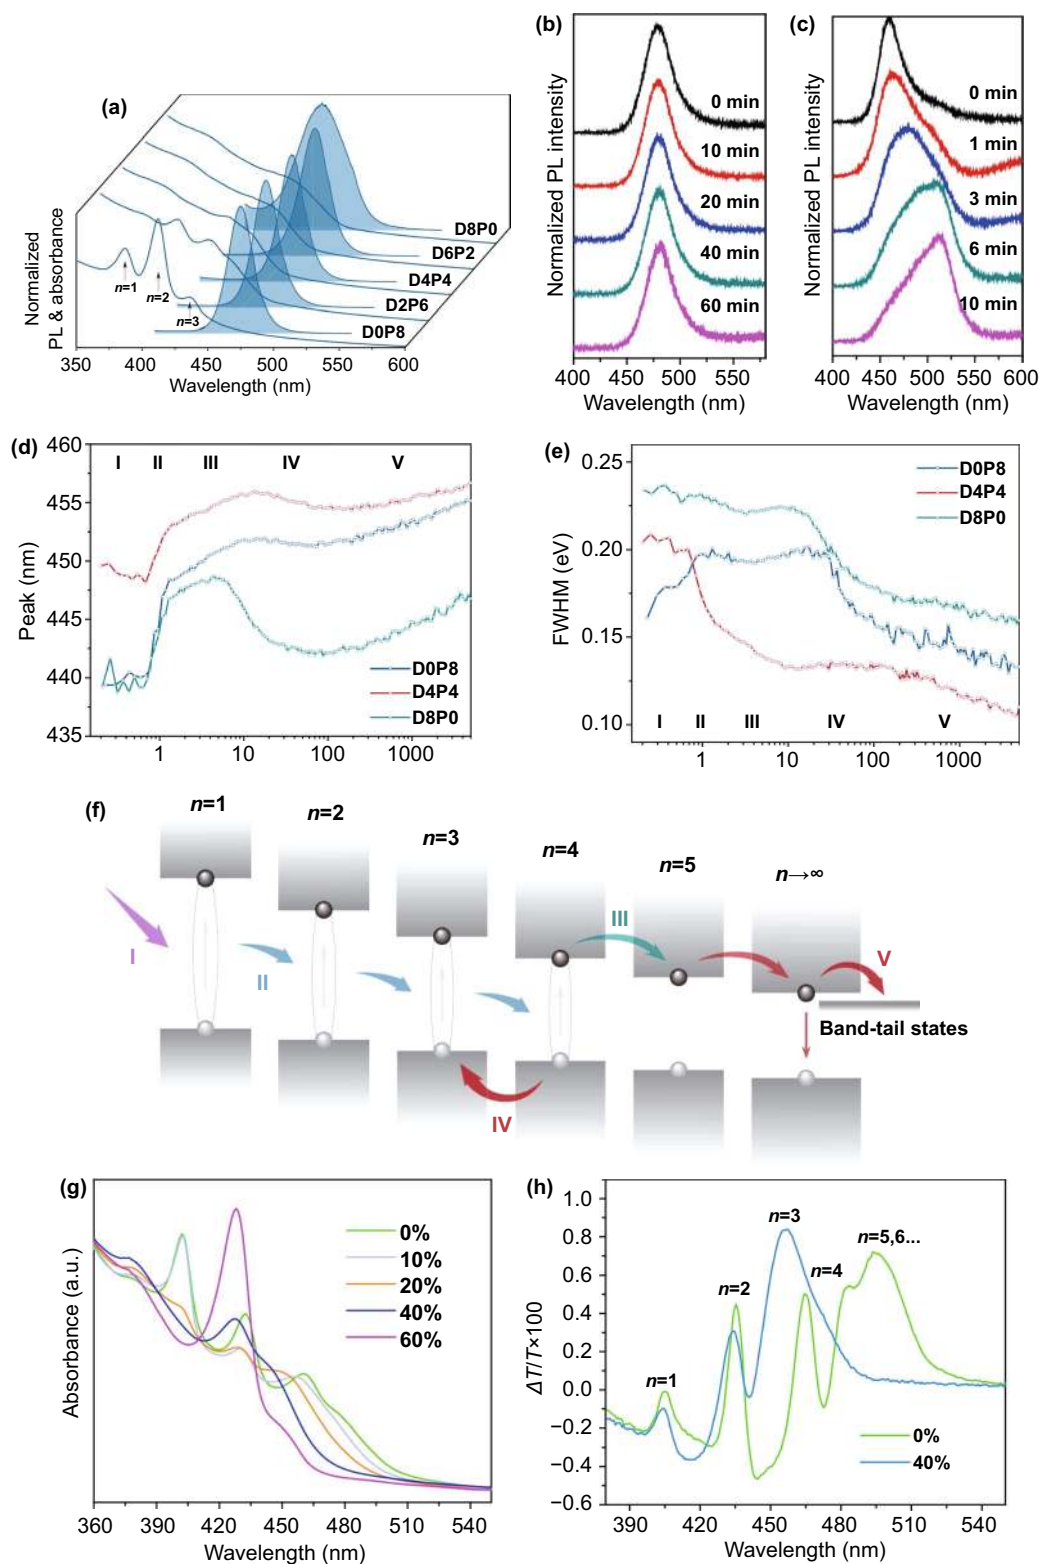 (a)
Normalized
PL & absorbance
n=1
n=2
n=3
D8P0
D6P2
D4P4
D2P6
D0P8
350 400 450 500 550 600
Wavelength (nm)
(b)
Normalized PL intensity
0 min
10 min
20 min
40 min
60 min
400 450 500 550
Wavelength (nm)
(c)
Normalized PL intensity
0 min
1 min
3 min
6 min
10 min
400 450 500 550 600
Wavelength (nm)
(d)
Peak (nm)
460
455
450
445
440
435
I II III IV V
D0P8
D4P4
D8P0
1 10 100 1000
(e)
FWHM (eV)
0.25
0.20
0.15
0.10
D0P8
D4P4
D8P0
I II III IV V
1 10 100 1000
(f)
n=1
n=2
n=3
n=4
n=5
n→∞
I
II
III
IV
V
Band-tail states
(g)
Absorbance (a.u.)
0%
10%
20%
40%
60%
360 390 420 450 480 510 540
Wavelength (nm)
(h)
ΔT/T×100
1.0
0.8
0.6
0.4
0.2
0.0
−0.2
−0.4
−0.6
n=1
n=2
n=3
n=4
n=5,6...
0%
40%
390 420 450 480 510 540
Wavelength (nm)